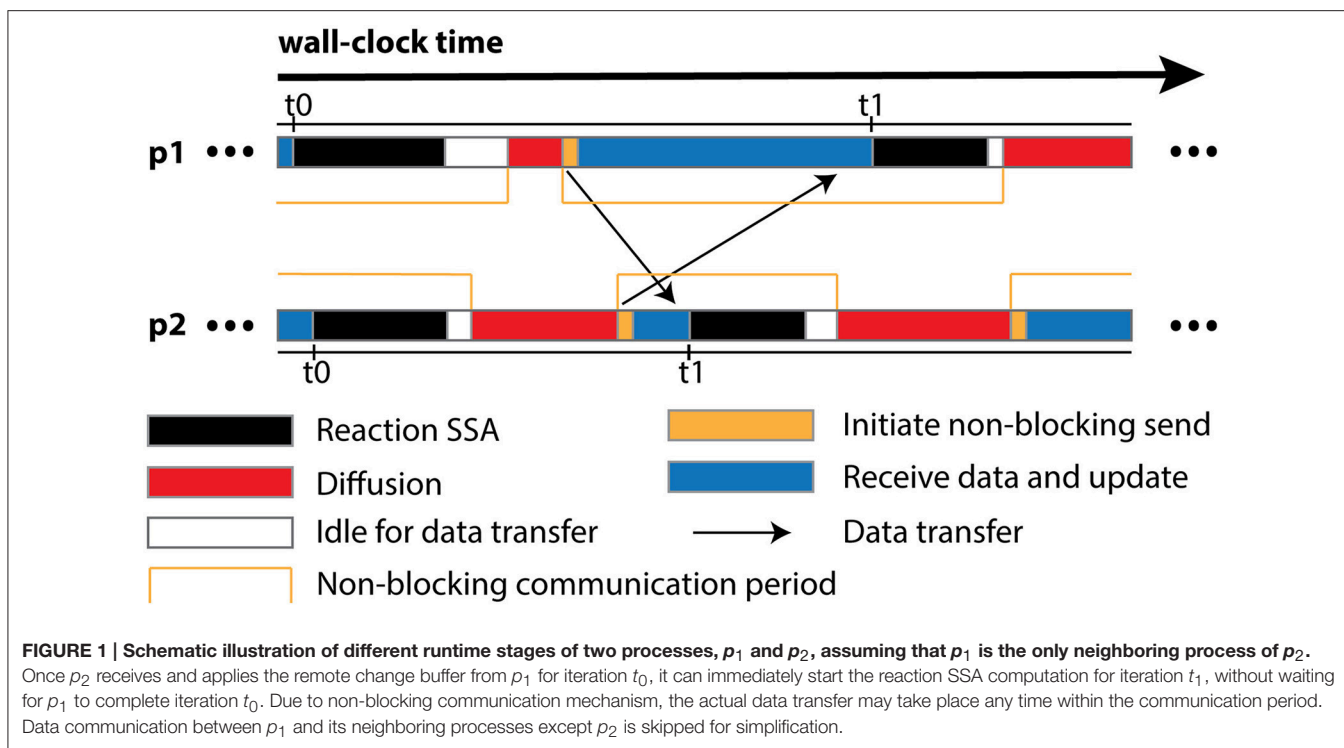 wall-clock time
t0 t1
p1 •••
•••
p2 •••
•••
t0 t1
Reaction SSA
Initiate non-blocking send
Diffusion
Receive data and update
Idle for data transfer
Data transfer
Non-blocking communication period
FIGURE 1 | Schematic illustration of different runtime stages of two processes, p1 and p2, assuming that p1 is the only neighboring process of p2.
Once p2 receives and applies the remote change buffer from p1 for iteration t0, it can immediately start the reaction SSA computation for iteration t1, without waiting
for p1 to complete iteration t0. Due to non-blocking communication mechanism, the actual data transfer may take place any time within the communication period.
Data communication between p1 and its neighboring processes except p2 is skipped for simplification.